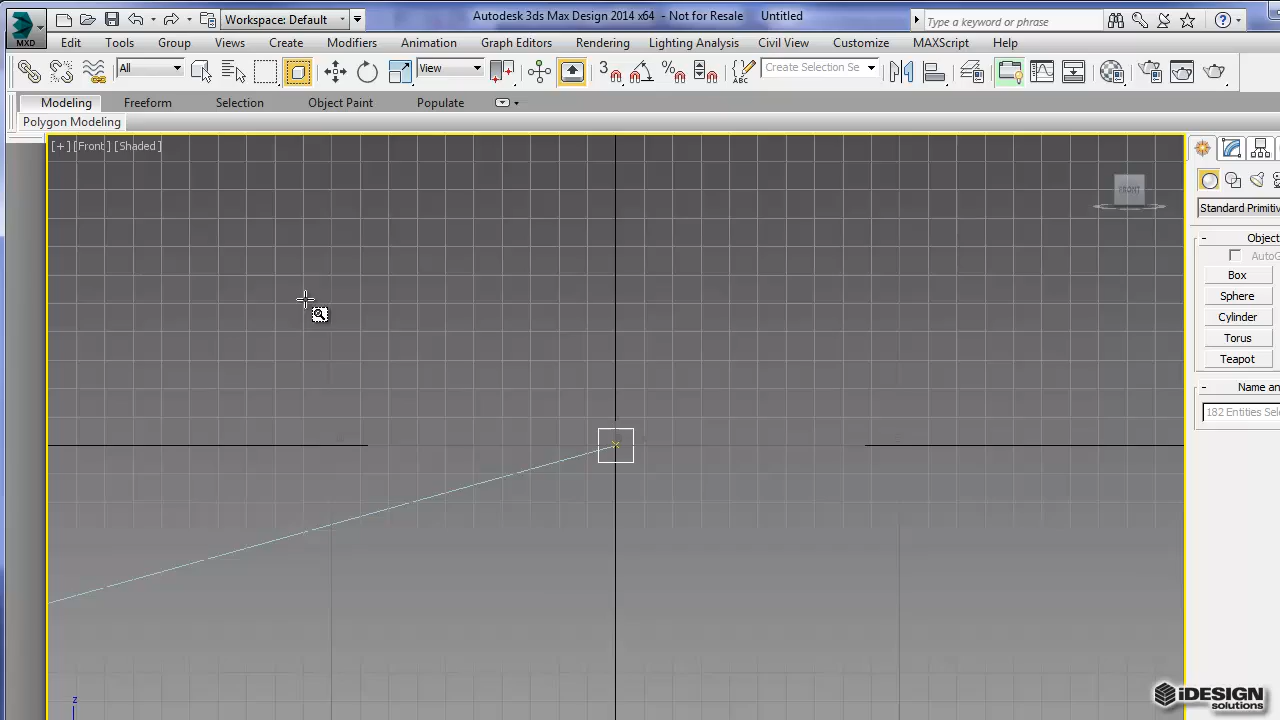 MXD
Workspace: Default
Autodesk 3ds Max Design 2014 x64 - Not for Resale Untitled
Type a keyword or phrase
Edit Tools Group Views Create Modifiers Animation Graph Editors Rendering Lighting Analysis Civil View Customize MAXScript Help
All View 3 Create Selection Se
Modeling Freeform Selection Object Paint Populate
Polygon Modeling
[+] [Front] [Shaded]
FRONT
Standard Primitiv
- Object
AutoG
Box
Sphere
Cylinder
Torus
Teapot
- Name an
182 Entities Sele
z
iDESIGN
solutions